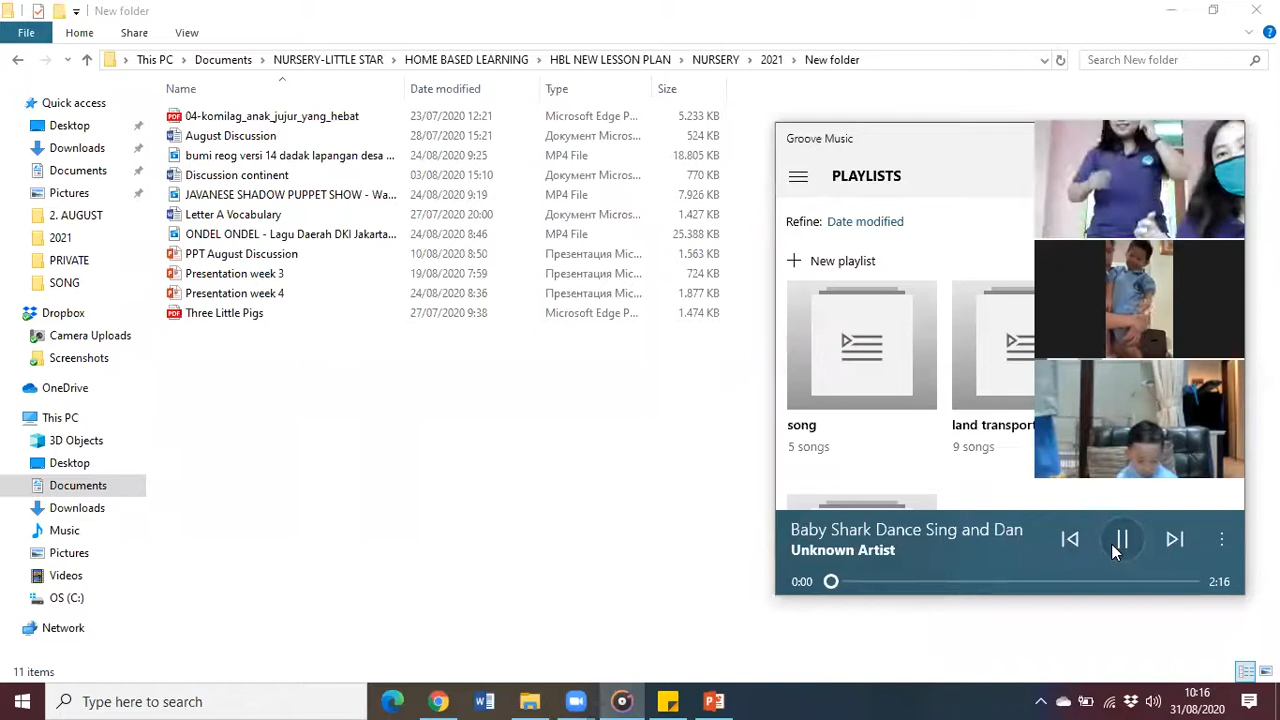 New folder
File Home Share View
This PC Documents NURSERY-LITTLE STAR HOME BASED LEARNING HBL NEW LESSON PLAN NURSERY 2021 New folder
Search New folder
Name Date modified Type Size
Quick access
Desktop
Downloads
Documents
Pictures
2. AUGUST
2021
PRIVATE
SONG
Dropbox
Camera Uploads
Screenshots
OneDrive
This PC
3D Objects
Desktop
Documents
Downloads
Music
Pictures
Videos
OS (C:)
Network
04-komilag_anak_jujur_yang_hebat 23/07/2020 12:21 Microsoft Edge P... 5.233 KB
August Discussion 28/07/2020 15:21 Документ Micros... 524 KB
bumi reog versi 14 dadak lapangan desa ... 24/08/2020 9:25 MP4 File 18.805 KB
Discussion continent 03/08/2020 15:10 Документ Micros... 770 KB
JAVANESE SHADOW PUPPET SHOW - Wa... 24/08/2020 9:19 MP4 File 7.926 KB
Letter A Vocabulary 27/07/2020 20:00 Документ Micros... 1.427 KB
ONDEL ONDEL - Lagu Daerah DKI Jakarta... 24/08/2020 8:46 MP4 File 25.388 KB
PPT August Discussion 10/08/2020 8:50 Презентация Mic... 1.563 KB
Presentation week 3 19/08/2020 7:59 Презентация Mic... 724 KB
Presentation week 4 24/08/2020 8:36 Презентация Mic... 1.877 KB
Three Little Pigs 27/07/2020 9:38 Microsoft Edge P... 1.474 KB
Groove Music
PLAYLISTS
Refine: Date modified
New playlist
song land transport
5 songs 9 songs
Baby Shark Dance Sing and Dan
Unknown Artist
0:00 2:16
11 items
Type here to search
10:16
31/08/2020